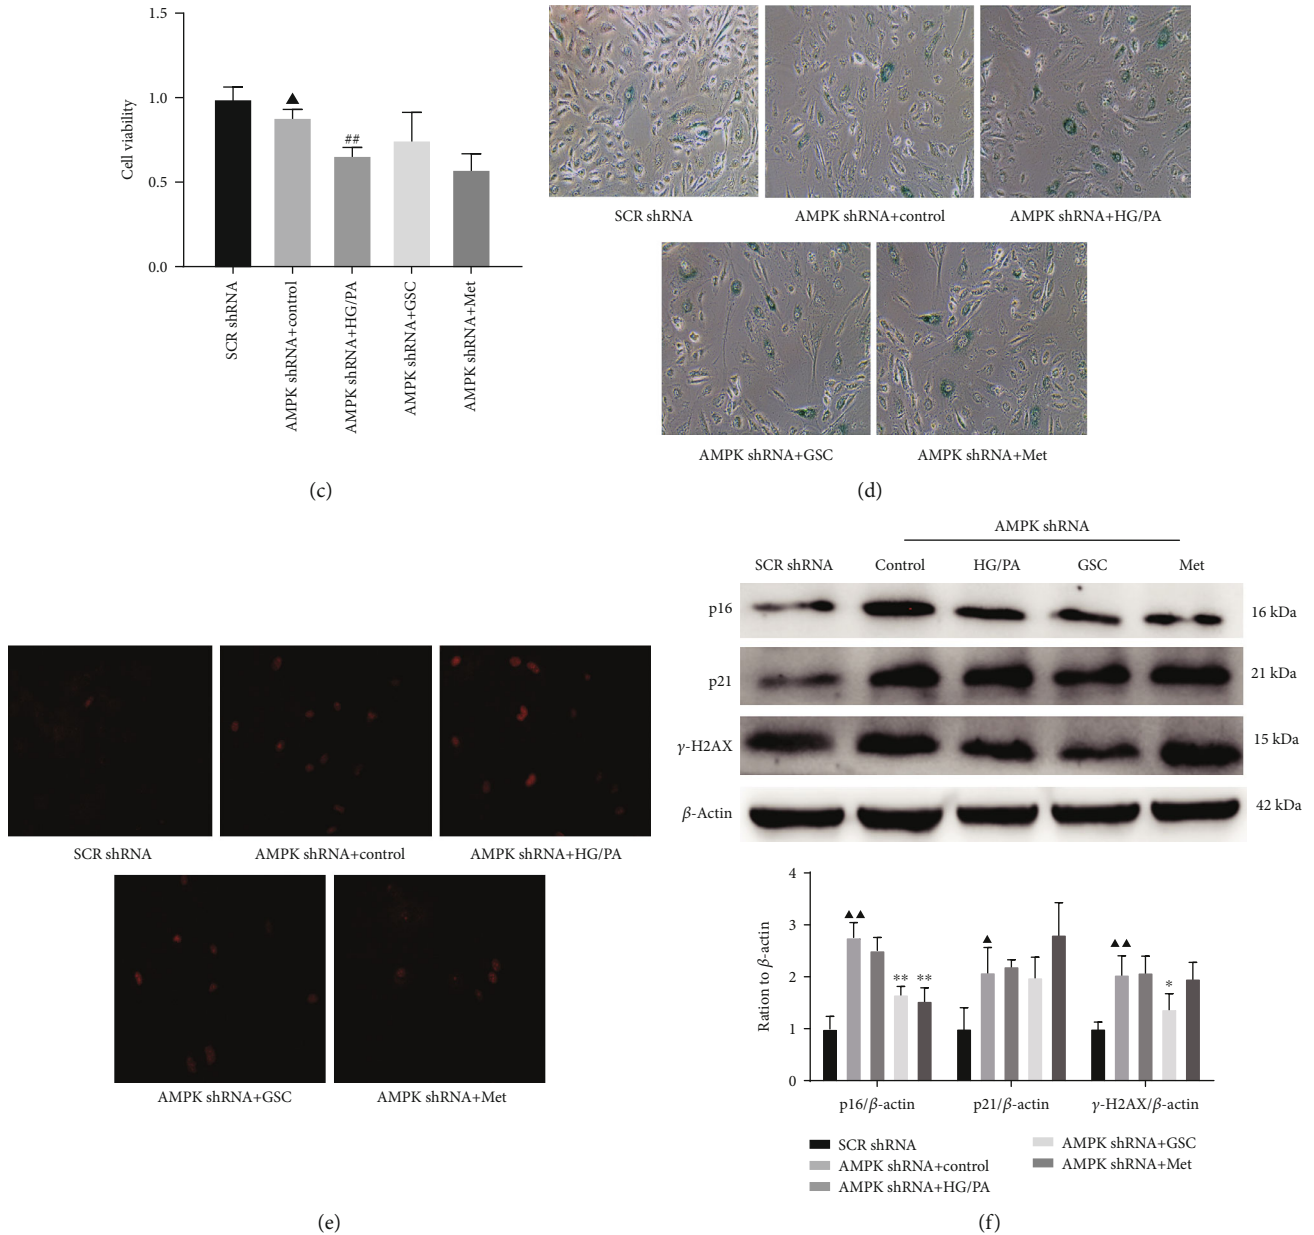 1.5
1.0
0.5
0.0
Cell viability
▲
##
SCR shRNA
AMPK shRNA+control
AMPK shRNA+HG/PA
AMPK shRNA+GSC
AMPK shRNA+Met
(c)
SCR shRNA
AMPK shRNA+control
AMPK shRNA+HG/PA
AMPK shRNA+GSC
AMPK shRNA+Met
(d)
SCR shRNA
AMPK shRNA+control
AMPK shRNA+HG/PA
AMPK shRNA+GSC
AMPK shRNA+Met
(e)
AMPK shRNA
SCR shRNA Control HG/PA GSC Met
p16 16 kDa
p21 21 kDa
γ-H2AX 15 kDa
β-Actin 42 kDa
4
3
2
1
0
Ration to β-actin
▲▲ ** ** ▲ ▲▲ *
p16/β-actin p21/β-actin γ-H2AX/β-actin
SCR shRNA
AMPK shRNA+control
AMPK shRNA+HG/PA
AMPK shRNA+GSC
AMPK shRNA+Met
(f)